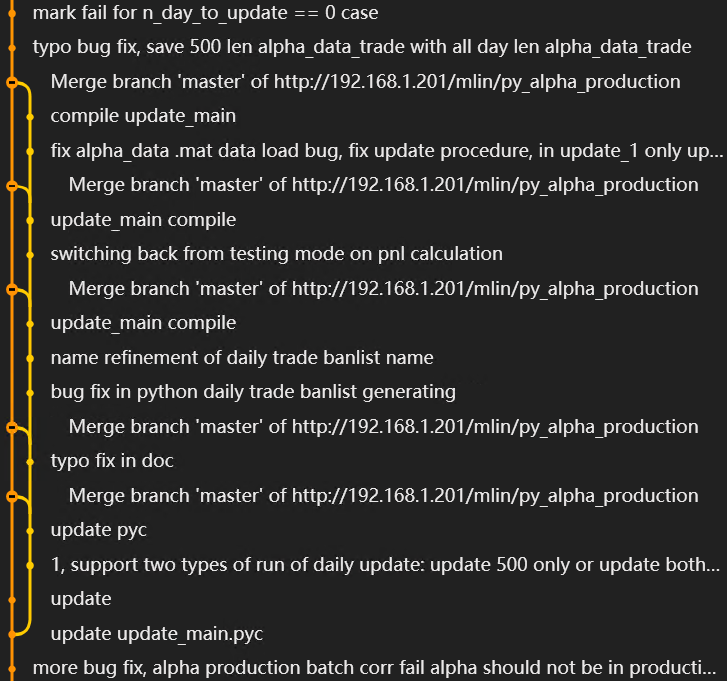 mark fail for n_day_to_update == 0 case
typo bug fix, save 500 len alpha_data_trade with all day len alpha_data_trade
Merge branch 'master' of http://192.168.1.201/mlin/py_alpha_production
compile update_main
fix alpha_data .mat data load bug, fix update procedure, in update_1 only up...
Merge branch 'master' of http://192.168.1.201/mlin/py_alpha_production
update_main compile
switching back from testing mode on pnl calculation
Merge branch 'master' of http://192.168.1.201/mlin/py_alpha_production
update_main compile
name refinement of daily trade banlist name
bug fix in python daily trade banlist generating
Merge branch 'master' of http://192.168.1.201/mlin/py_alpha_production
typo fix in doc
Merge branch 'master' of http://192.168.1.201/mlin/py_alpha_production
update pyc
1, support two types of run of daily update: update 500 only or update both...
update
update update_main.pyc
more bug fix, alpha production batch corr fail alpha should not be in producti...